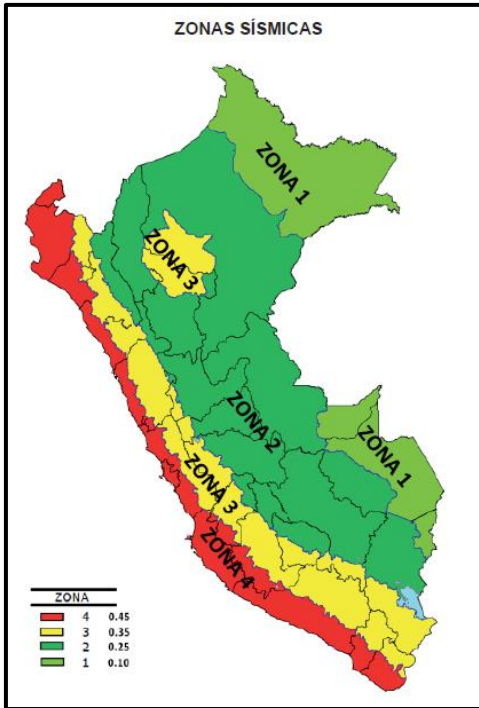 ZONAS SÍSMICAS
ZONA 1
ZONA 3
ZONA 2
ZONA 1
ZONA 3
ZONA 4
ZONA
4 0.45
3 0.35
2 0.25
1 0.10